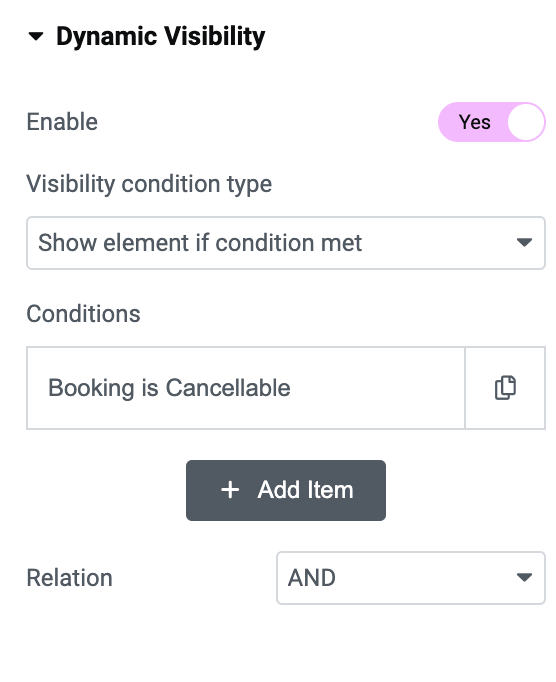 Dynamic Visibility
Enable
Yes
Visibility condition type
Show element if condition met
Conditions
Booking is Cancellable
+ Add Item
Relation
AND